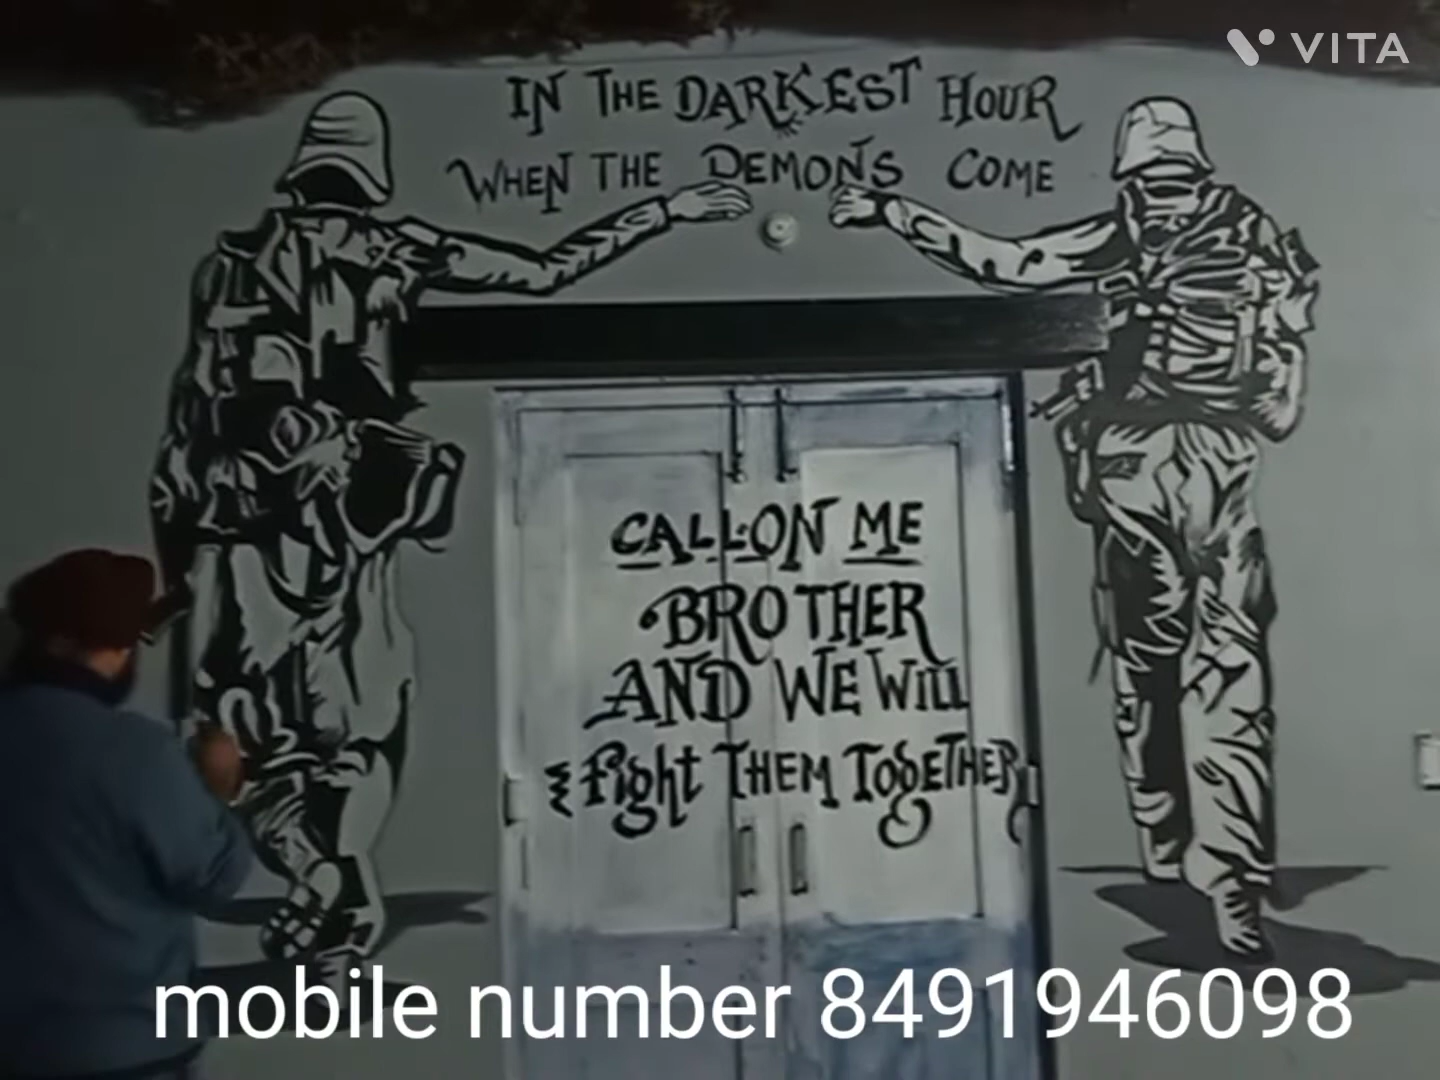 VITA
IN THE DARKEST HOUR
WHEN THE DEMONS COME
CALL ON ME
BROTHER
AND WE WILL
Fight THEM TOGETHER
mobile number 8491946098